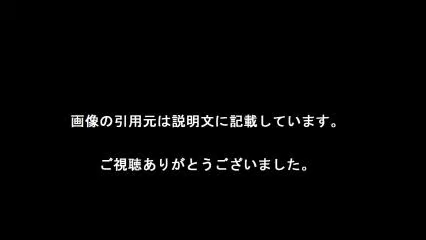 画像の引用元は説明文に記載しています。
ご視聴ありがとうございました。